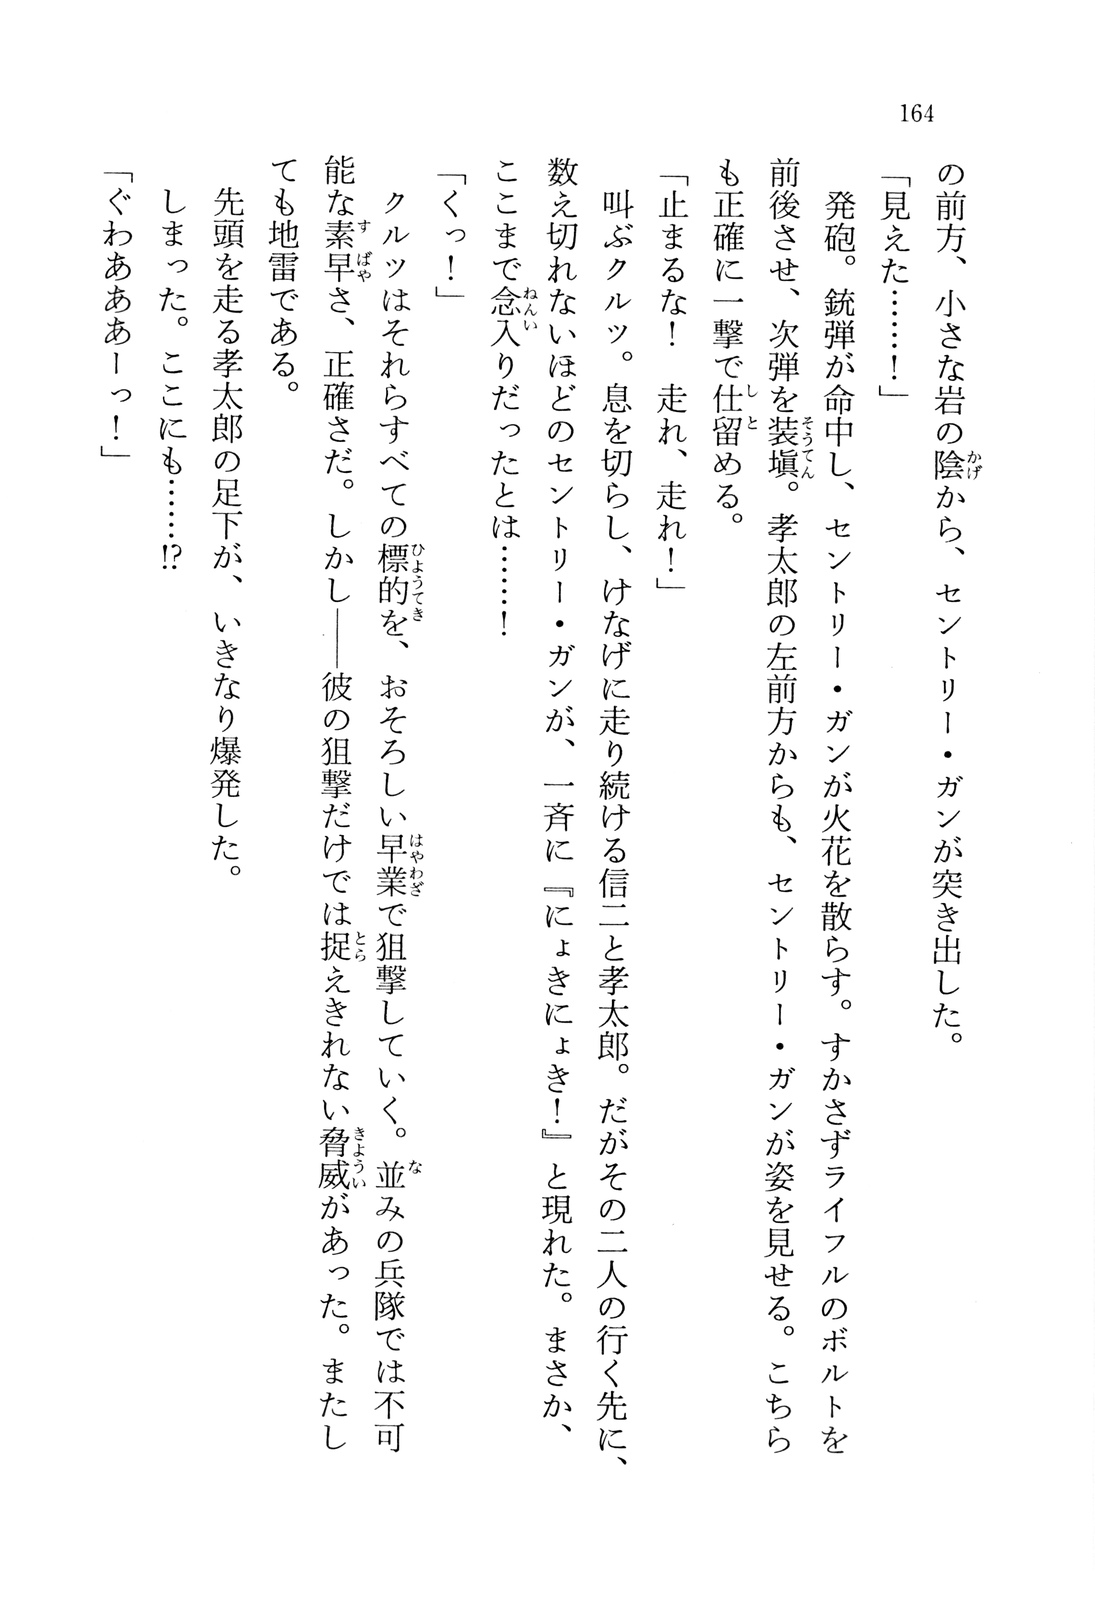 164
の前方、小さな岩の陰から、セントリー・ガンが突き出した。
「見えた……！」
　発砲。銃弾が命中し、セントリー・ガンが火花を散らす。すかさずライフルのボルトを
前後させ、次弾を装塡。孝太郎の左前方からも、セントリー・ガンが姿を見せる。こちら
も正確に一撃で仕留める。
「止まるな！　走れ、走れ！」
　叫ぶクルツ。息を切らし、けなげに走り続ける信二と孝太郎。だがその二人の行く先に、
数え切れないほどのセントリー・ガンが、一斉に『にょきにょき！』と現れた。まさか、
ここまで念入りだったとは……！
「くっ！」
　クルツはそれらすべての標的を、おそろしい早業で狙撃していく。並みの兵隊では不可
能な素早さ、正確さだ。しかし――彼の狙撃だけでは捉えきれない脅威があった。またし
ても地雷である。
　先頭を走る孝太郎の足下が、いきなり爆発した。
　しまった。ここにも……!?
「ぐわあああーっ！」